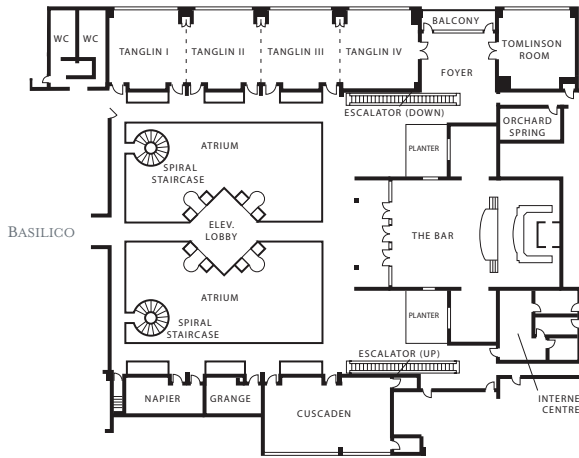 BALCONY
WC
WC
TANGLIN I
TANGLIN II
TANGLIN III
TANGLIN IV
TOMLINSON
ROOM
FOYER
ESCALATOR (DOWN)
ORCHARD
SPRING
ATRIUM
PLANTER
SPIRAL
STAIRCASE
BASILICO
ELEV.
LOBBY
THE BAR
ATRIUM
PLANTER
SPIRAL
STAIRCASE
ESCALATOR (UP)
NAPIER
GRANGE
CUSCADEN
INTERNE
CENTRE